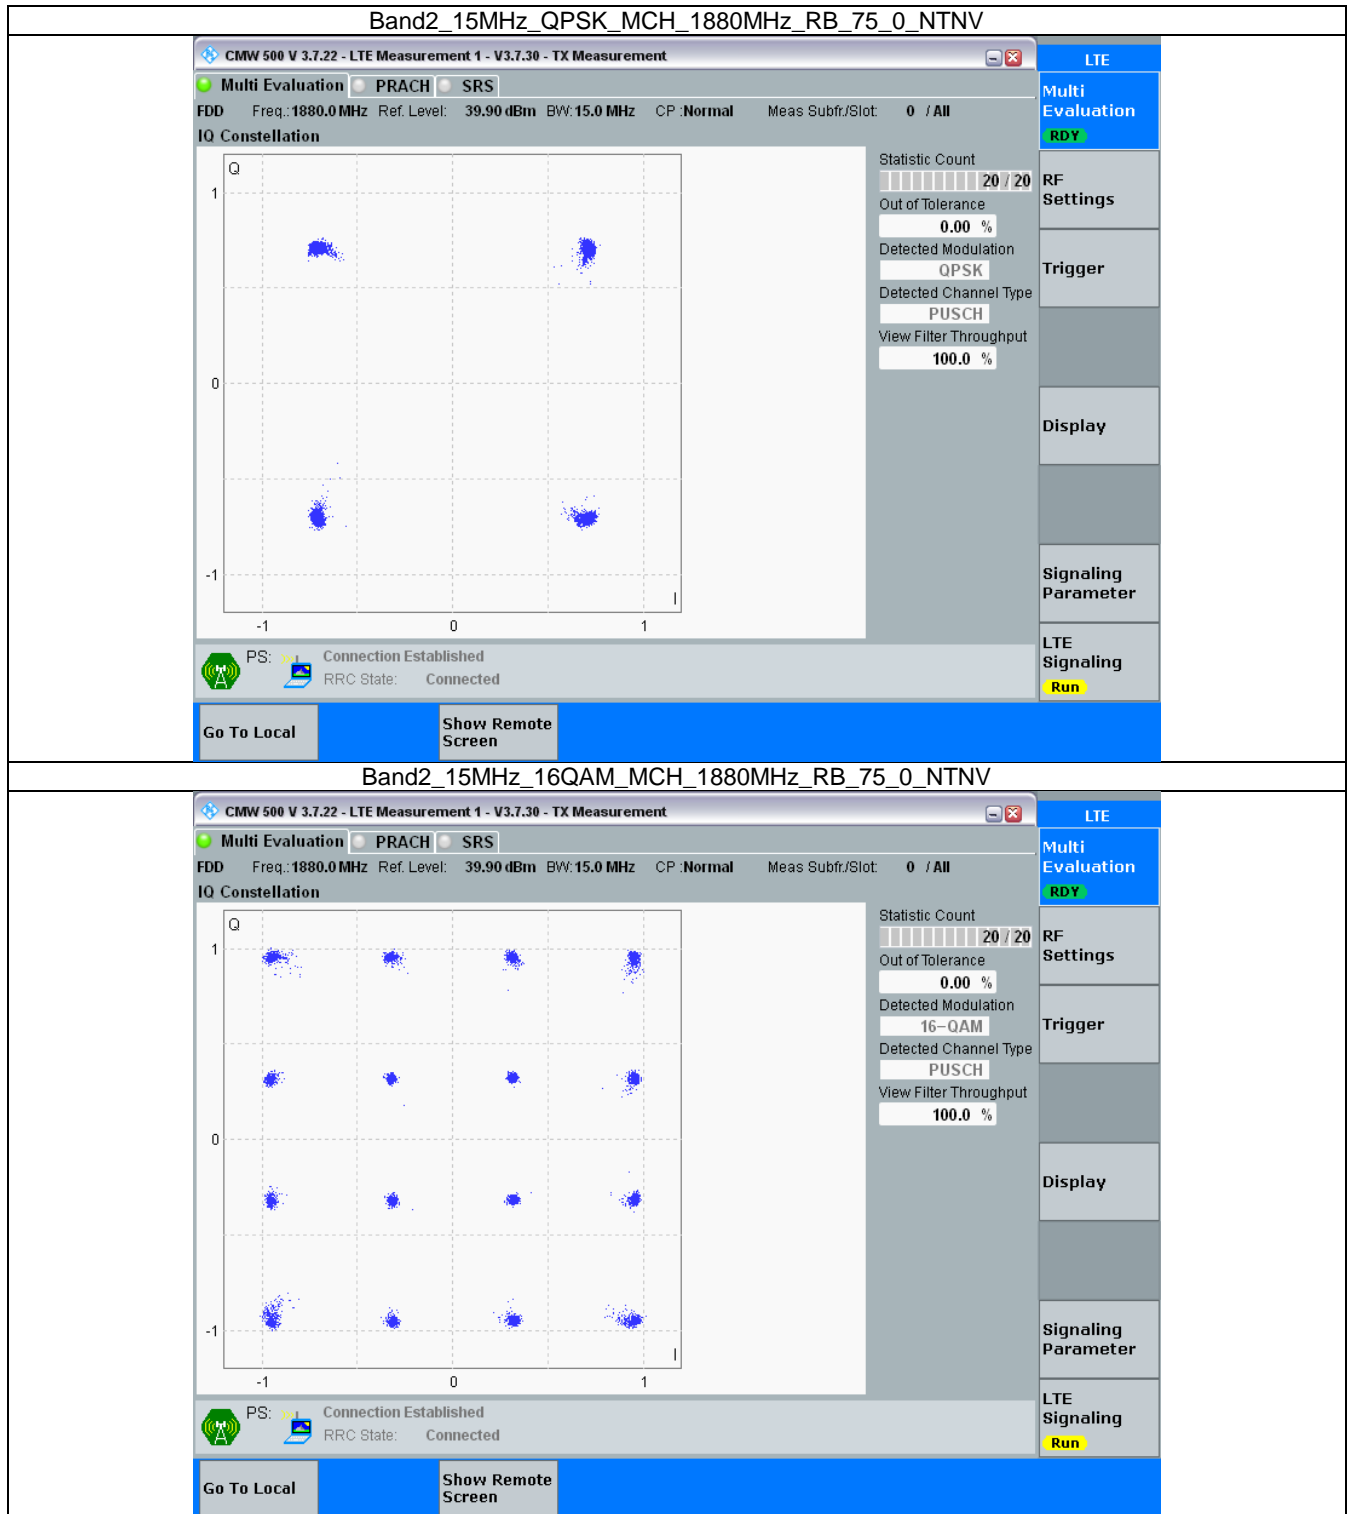 Band2_15MHz_QPSK_MCH_1880MHz_RB_75_0_NTNV
CMW 500 V 3.7.22 - LTE Measurement 1 - V3.7.30 - TX Measurement
LTE
Multi Evaluation PRACH SRS
Multi
Evaluation
RDY
FDD Freq.:1880.0 MHz Ref. Level: 39.90 dBm BW:15.0 MHz CP :Normal Meas Subfr./Slot: 0 / All
IQ Constellation
Q
1
0
-1
I
-1 0 1
Statistic Count
20 / 20
Out of Tolerance
0.00 %
Detected Modulation
QPSK
Detected Channel Type
PUSCH
View Filter Throughput
100.0 %
RF
Settings
Trigger
Display
Signaling
Parameter
LTE
Signaling
Run
PS: Connection Established
RRC State: Connected
Go To Local
Show Remote
Screen
Band2_15MHz_16QAM_MCH_1880MHz_RB_75_0_NTNV
CMW 500 V 3.7.22 - LTE Measurement 1 - V3.7.30 - TX Measurement
LTE
Multi Evaluation PRACH SRS
Multi
Evaluation
RDY
FDD Freq.:1880.0 MHz Ref. Level: 39.90 dBm BW:15.0 MHz CP :Normal Meas Subfr./Slot: 0 / All
IQ Constellation
Q
1
0
-1
I
-1 0 1
Statistic Count
20 / 20
Out of Tolerance
0.00 %
Detected Modulation
16-QAM
Detected Channel Type
PUSCH
View Filter Throughput
100.0 %
RF
Settings
Trigger
Display
Signaling
Parameter
LTE
Signaling
Run
PS: Connection Established
RRC State: Connected
Go To Local
Show Remote
Screen